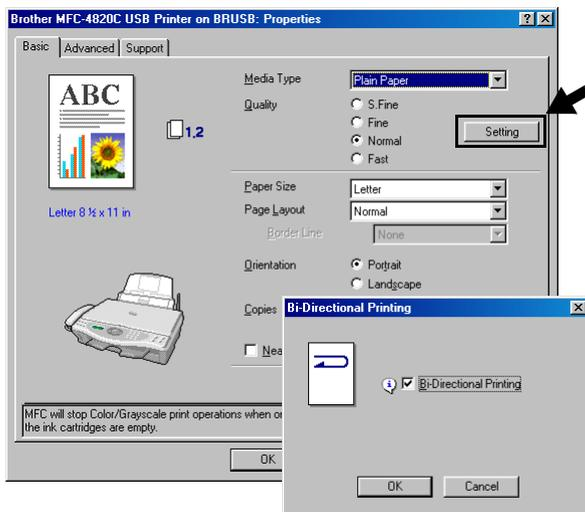 Brother MFC-4820C USB Printer on BRUSB: Properties
Basic Advanced Support
ABC
1.2
Letter 8 ½ x 11 in
Media Type Plain Paper
Quality S.Fine
Fine
Normal
Fast
Setting
Paper Size Letter
Page Layout Normal
Border Line None
Orientation Portrait
Landscape
Copies
MFC will stop Color/Grayscale print operations when
the ink cartridges are empty.
OK
Bi-Directional Printing
Bi-Directional Printing
OK Cancel